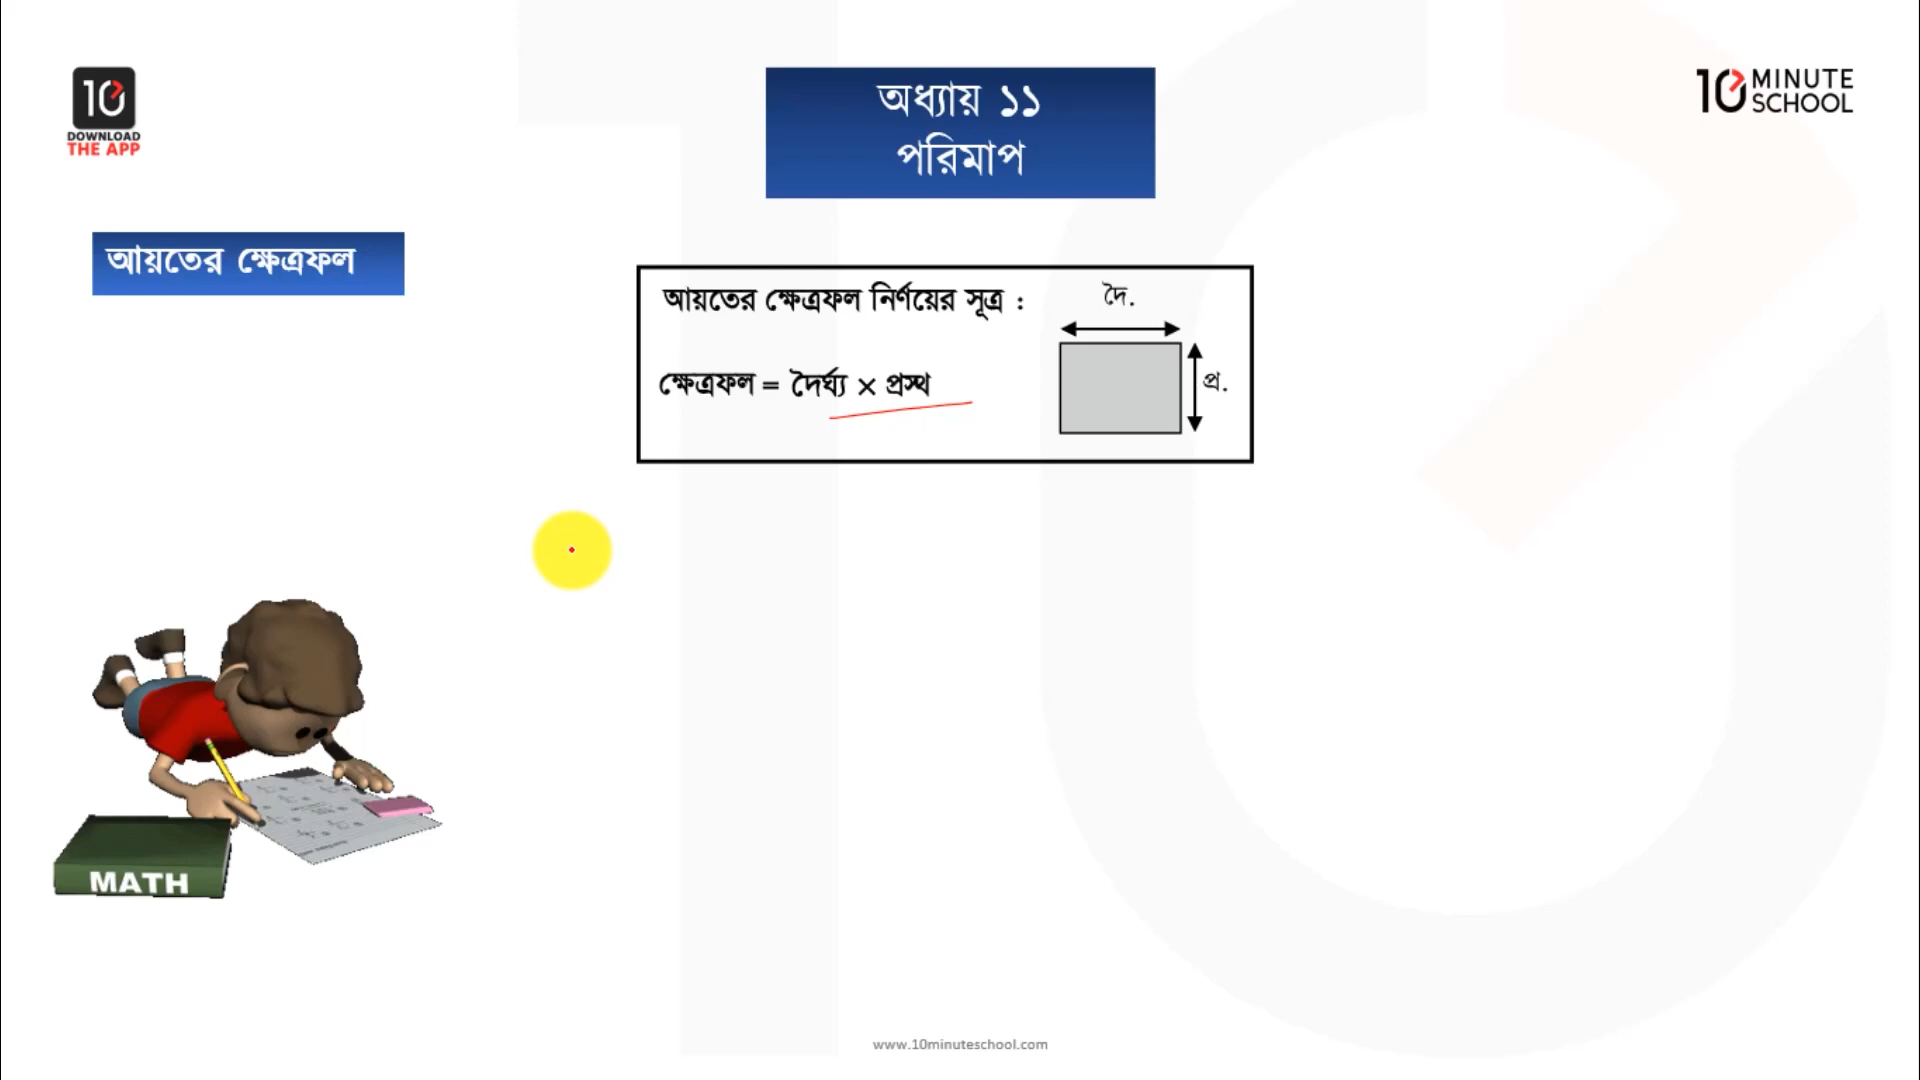 10
DOWNLOAD
THE APP
অধ্যায় ১১
পরিমাপ
10 MINUTE
SCHOOL
আয়তের ক্ষেত্রফল
আয়তের ক্ষেত্রফল নির্ণয়ের সূত্র :
দৈ.
ক্ষেত্রফল = দৈর্ঘ্য × প্রস্থ
প্র.
MATH
www.10minuteschool.com